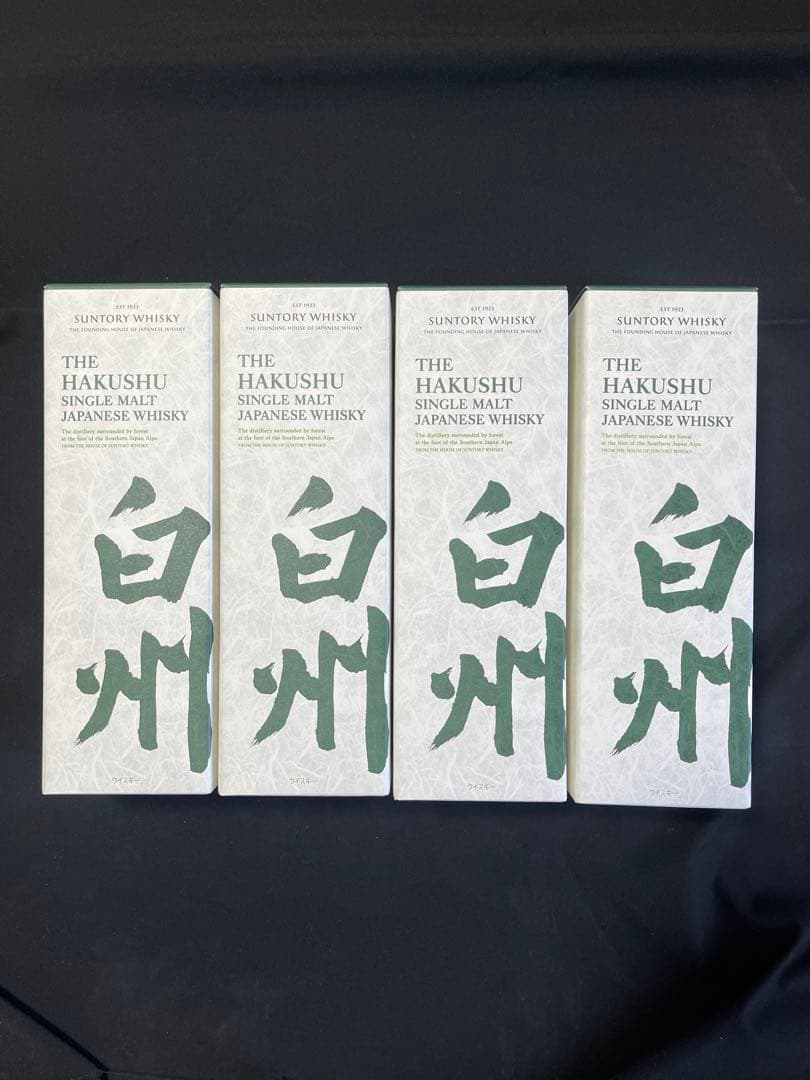 EST 1923
SUNTORY WHISKY
THE FOUNDING HOUSE OF JAPANESE WHISKY
THE
HAKUSHU
SINGLE MALT
JAPANESE WHISKY
The distillery surrounded by forest
at the foot of the Southern Japan Alps
FROM THE HOUSE OF SUNTORY WHISKY
白州
ウイスキー
EST 1923
SUNTORY WHISKY
THE FOUNDING HOUSE OF JAPANESE WHISKY
THE
HAKUSHU
SINGLE MALT
JAPANESE WHISKY
The distillery surrounded by forest
at the foot of the Southern Japan Alps
FROM THE HOUSE OF SUNTORY WHISKY
白州
ウイスキー
EST 1923
SUNTORY WHISKY
THE FOUNDING HOUSE OF JAPANESE WHISKY
THE
HAKUSHU
SINGLE MALT
JAPANESE WHISKY
The distillery surrounded by forest
at the foot of the Southern Japan Alps
FROM THE HOUSE OF SUNTORY WHISKY
白州
ウイスキー
EST 1923
SUNTORY WHISKY
THE FOUNDING HOUSE OF JAPANESE WHISKY
THE
HAKUSHU
SINGLE MALT
JAPANESE WHISKY
The distillery surrounded by forest
at the foot of the Southern Japan Alps
FROM THE HOUSE OF SUNTORY WHISKY
白州
ウイスキー